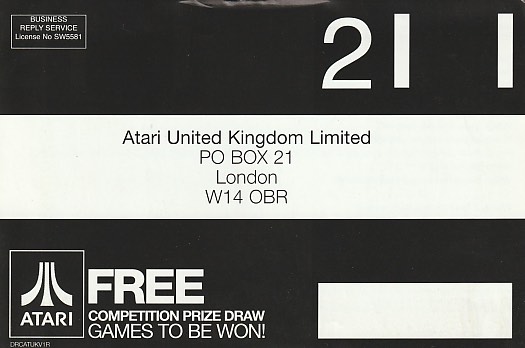 BUSINESS
REPLY SERVICE
License No SW5581
2
Atari United Kingdom Limited
PO BOX 21
London
W14 OBR
ATARI
FREE
COMPETITION PRIZE DRAW
GAMES TO BE WON!
DRCATUKV1R